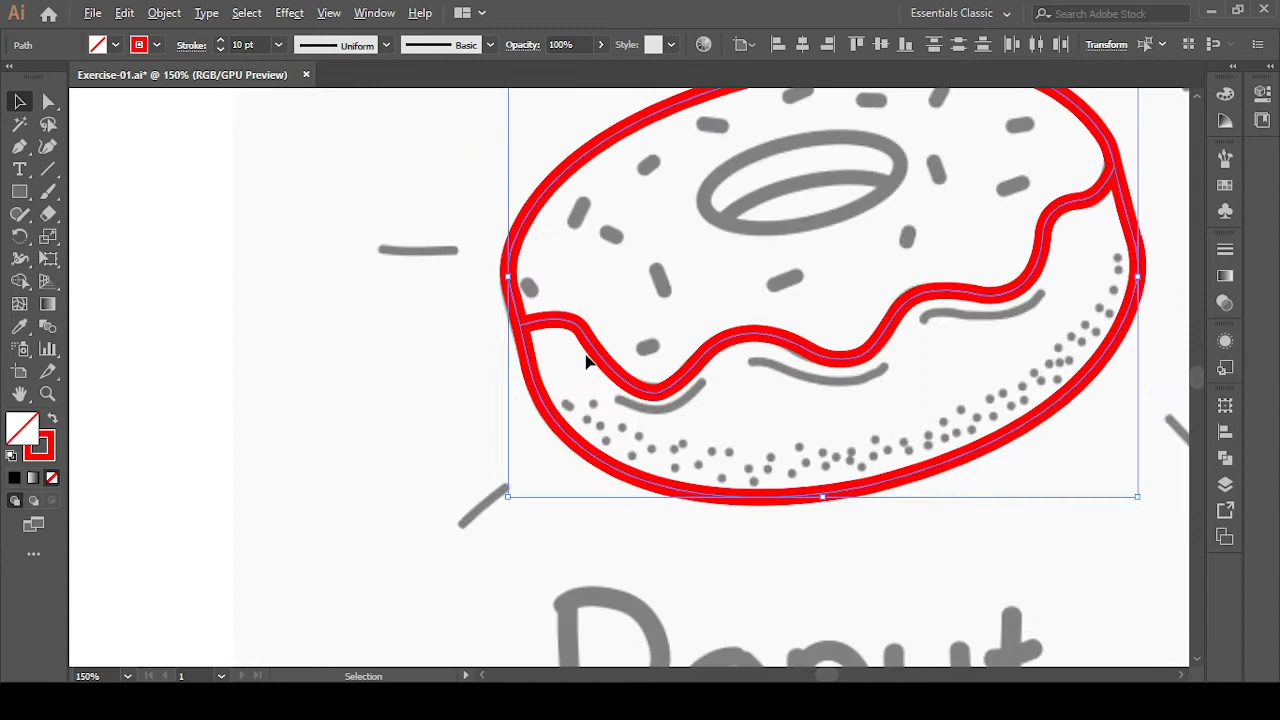 Ai File Edit Object Type Select Effect View Window Help Essentials Classic Search Adobe Stock
Path Stroke: 10 pt Uniform Basic Opacity: 100% Style: Transform
Exercise-01.ai* @ 150% (RGB/GPU Preview)
Donut
150% 1 Selection